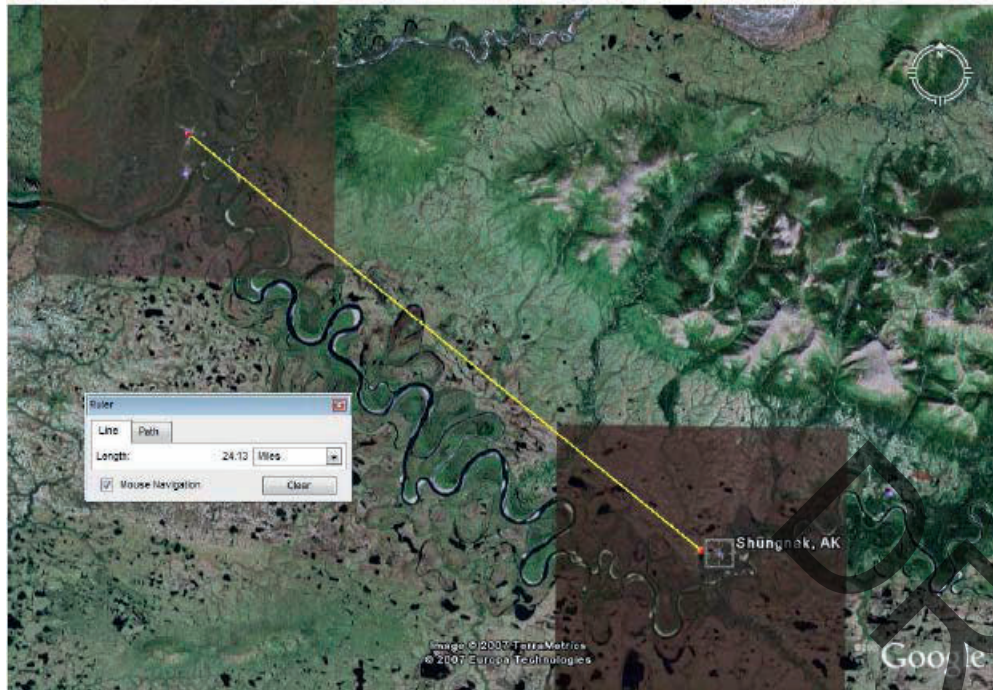 Ruler
Line Path
Length: 24.13 Miles
Mouse Navigation Clear
Shungnak, AK
Image © 2007 TerraMetrics
© 2007 Europa Technologies
Google